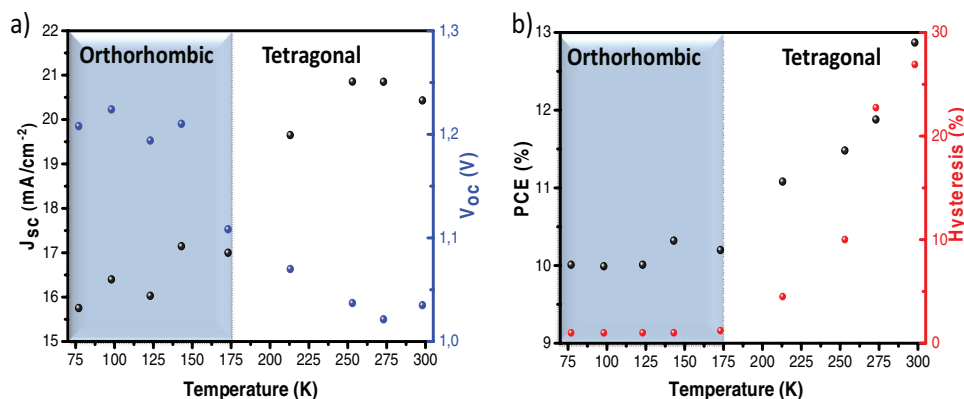 a)
Orthorhombic Tetragonal
22
21
20
19
18
17
16
15
J_SC (mA/cm⁻²)
1,3
1,2
1,1
1,0
V_OC (V)
75 100 125 150 175 200 225 250 275 300
Temperature (K)
b)
Orthorhombic Tetragonal
13
12
11
10
9
PCE (%)
30
20
10
0
Hysteresis (%)
75 100 125 150 175 200 225 250 275 300
Temperature (K)